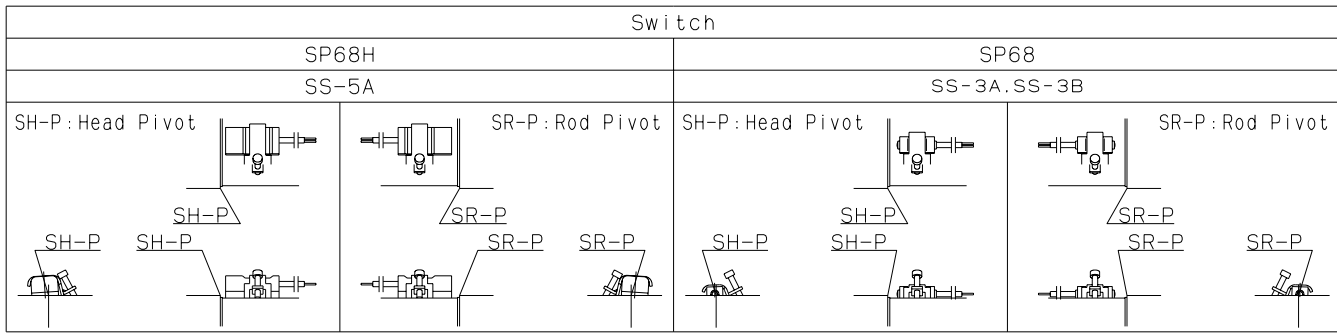 Switch
SP68H
SP68
SS-5A
SS-3A.SS-3B
SH-P:Head Pivot
SR-P:Rod Pivot
SH-P:Head Pivot
SR-P:Rod Pivot
SH-P
SR-P
SH-P
SR-P
SH-P
SH-P
SR-P
SR-P
SH-P
SH-P
SR-P
SR-P